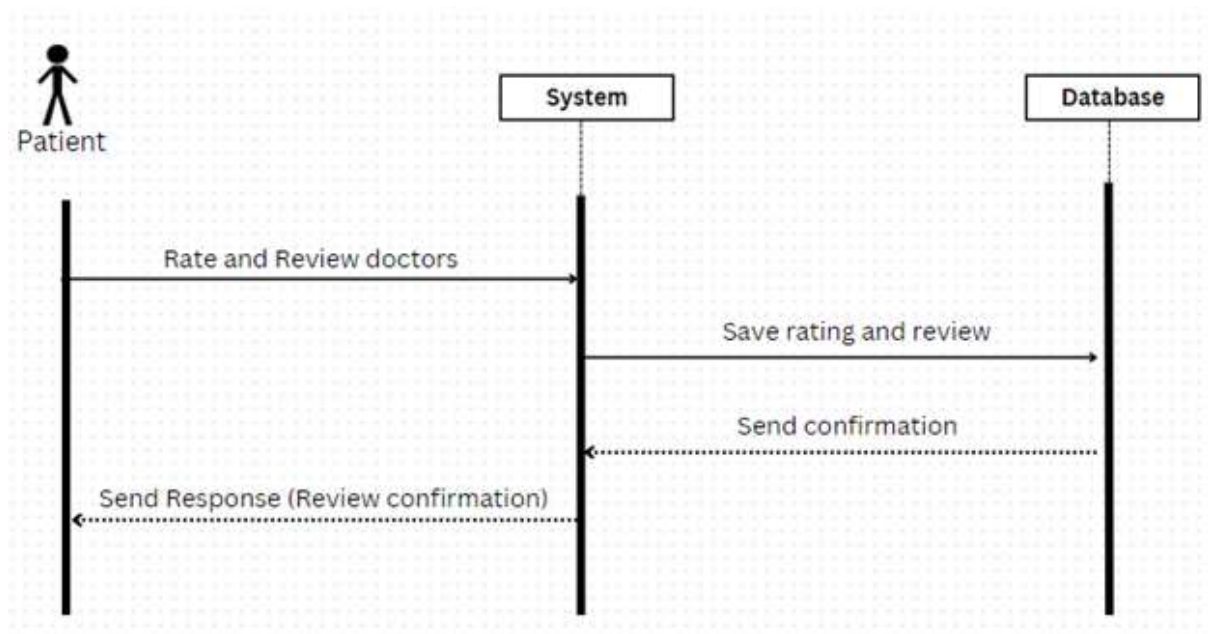 System
Database
Patient
Rate and Review doctors
Save rating and review
Send confirmation
Send Response (Review confirmation)